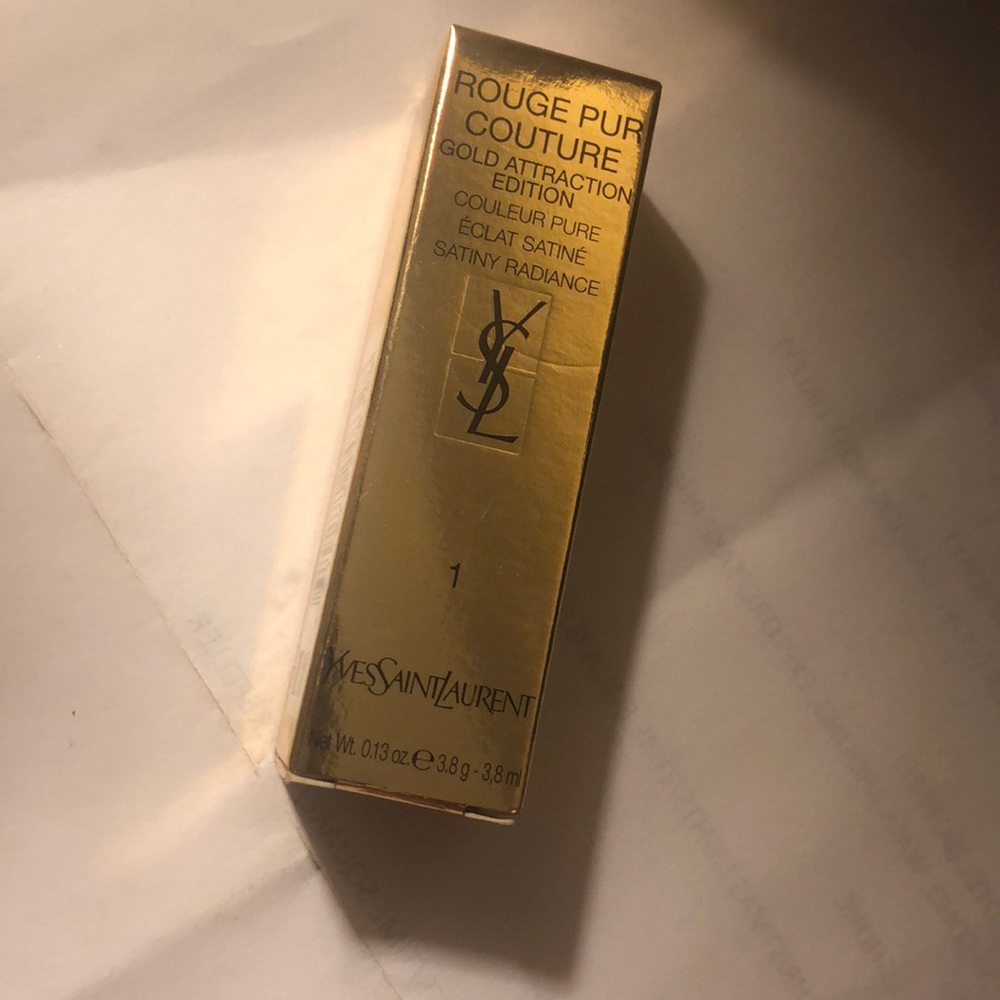 ROUGE PUR
COUTURE
GOLD ATTRACTION
EDITION
COULEUR PURE
ÉCLAT SATINÉ
SATINY RADIANCE
YSL
1
YVESSAINTLAURENT
Net Wt. 0.13 oz. e 3.8 g - 3,8 ml